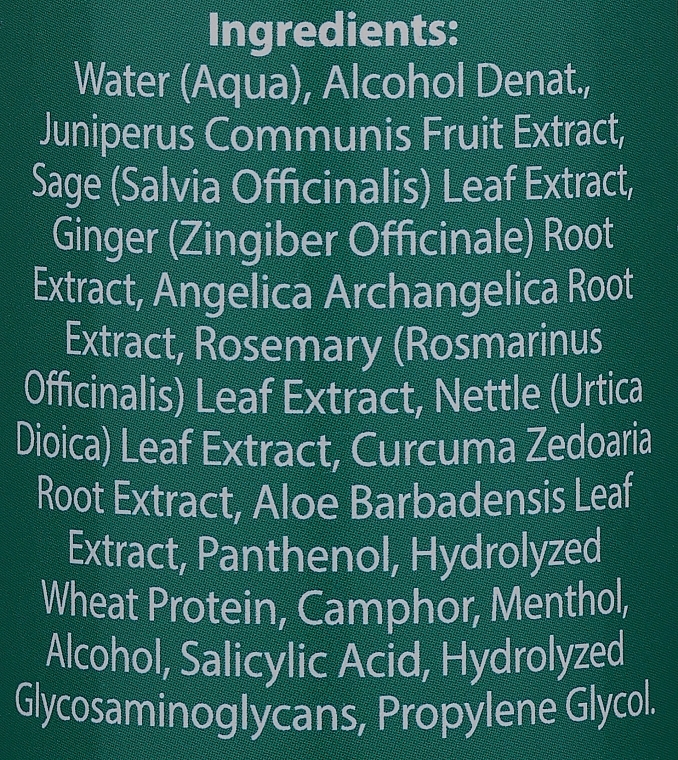 Ingredients:
Water (Aqua), Alcohol Denat.,
Juniperus Communis Fruit Extract,
Sage (Salvia Officinalis) Leaf Extract,
Ginger (Zingiber Officinale) Root
Extract, Angelica Archangelica Root
Extract, Rosemary (Rosmarinus
Officinalis) Leaf Extract, Nettle (Urtica
Dioica) Leaf Extract, Curcuma Zedoaria
Root Extract, Aloe Barbadensis Leaf
Extract, Panthenol, Hydrolyzed
Wheat Protein, Camphor, Menthol,
Alcohol, Salicylic Acid, Hydrolyzed
Glycosaminoglycans, Propylene Glycol.